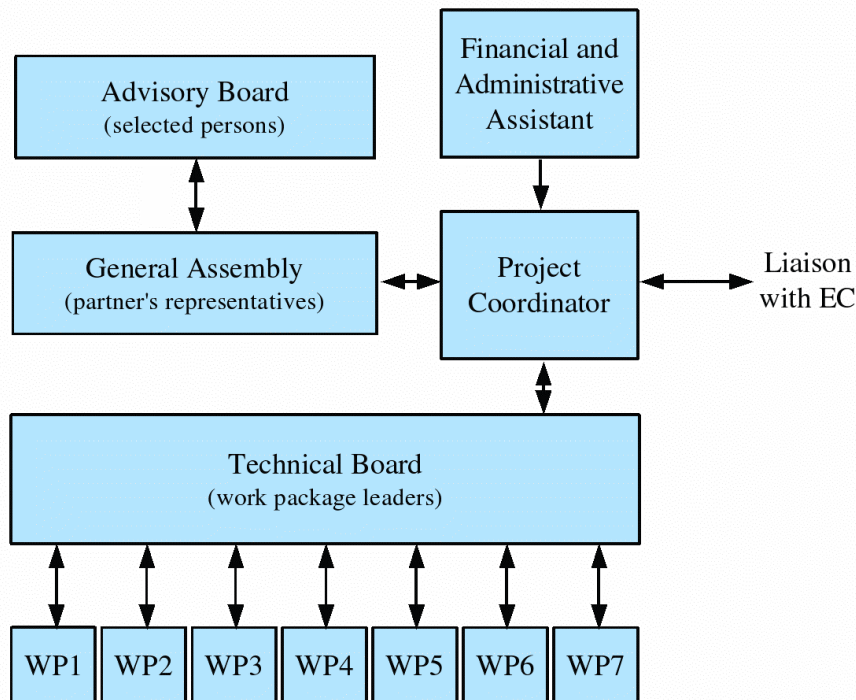 Financial and
Administrative
Assistant
Advisory Board
(selected persons)
General Assembly
(partner's representatives)
Project
Coordinator
Liaison
with EC
Technical Board
(work package leaders)
WP1 WP2 WP3 WP4 WP5 WP6 WP7